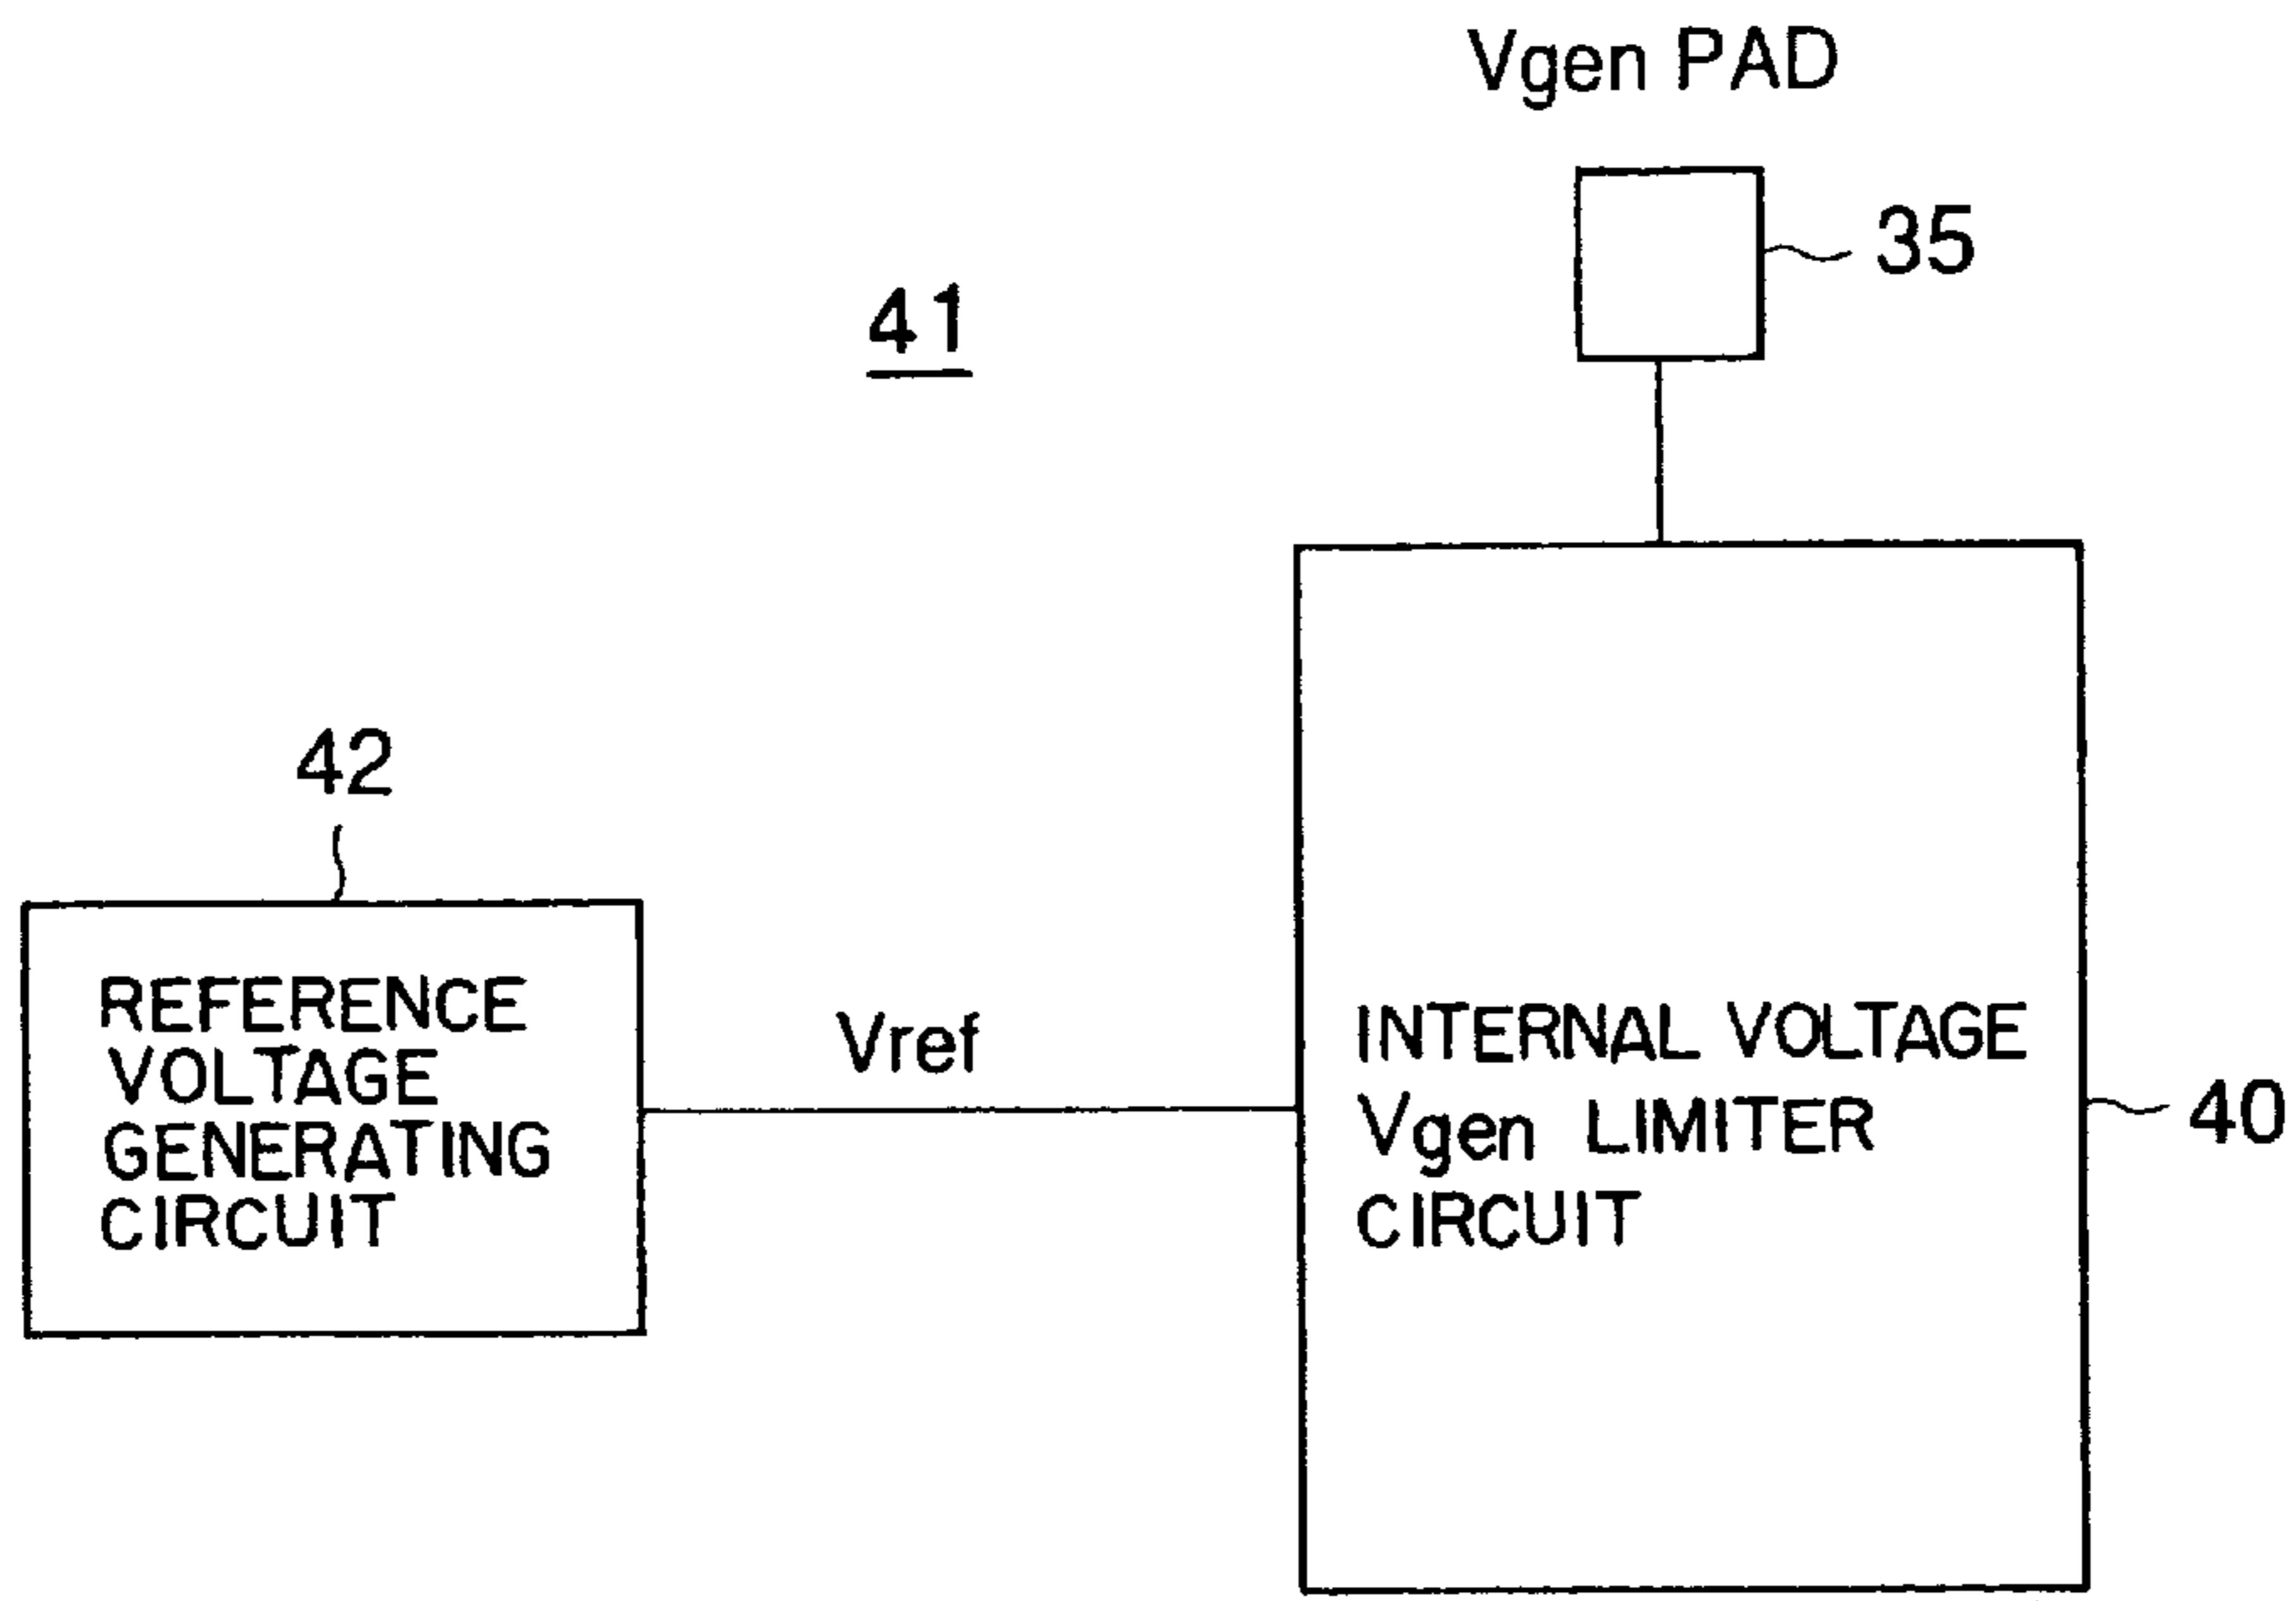 Vgen PAD
35
41
42
REFERENCE
VOLTAGE
GENERATING
CIRCUIT
Vref
INTERNAL VOLTAGE
Vgen LIMITER
CIRCUIT
40